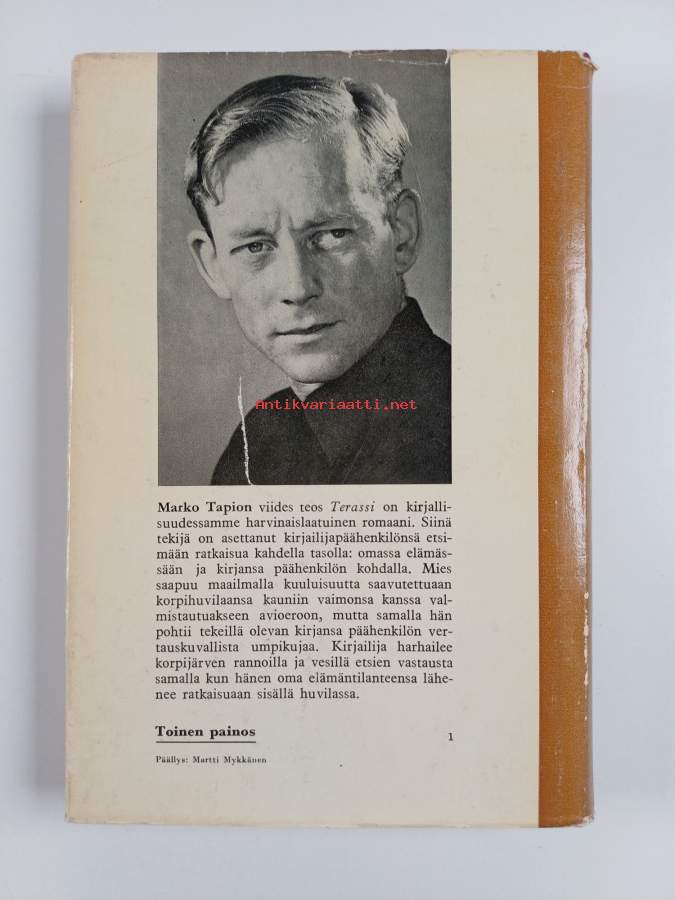 Antikvariaatti.net
Marko Tapion viides teos Terassi on kirjalli-
suudessamme harvinaislaatuinen romaani. Siinä
tekijä on asettanut kirjailijapäähenkilönsä etsi-
mään ratkaisua kahdella tasolla: omassa elämäs-
sään ja kirjansa päähenkilön kohdalla. Mies
saapuu maailmalla kuuluisuutta saavutettuaan
korpihuvilaansa kauniin vaimonsa kanssa val-
mistautuakseen avioeroon, mutta samalla hän
pohtii tekeillä olevan kirjansa päähenkilön ver-
tauskuvallista umpikujaa. Kirjailija harhailee
korpijärven rannoilla ja vesillä etsien vastausta
samalla kun hänen oma elämäntilanteensa lähe-
nee ratkaisuaan sisällä huvilassa.
Toinen painos
1
Päällys: Martti Mykkänen